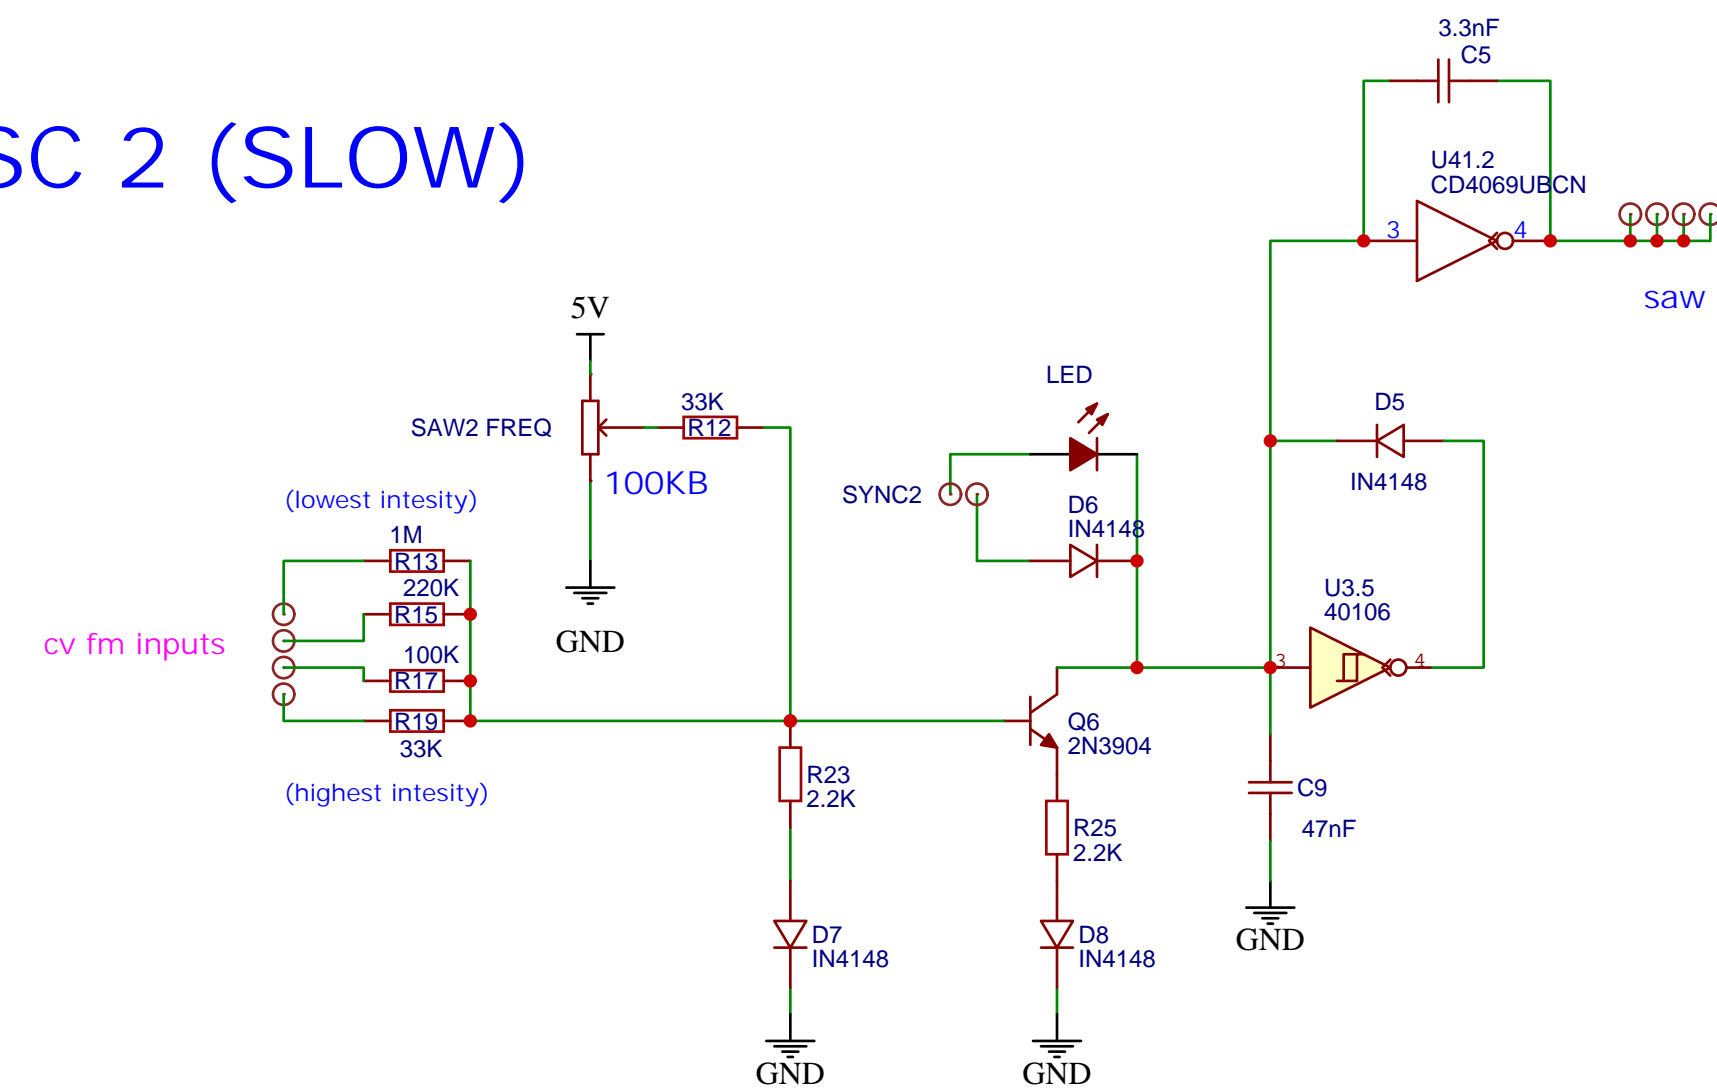 3.3nF
C5
SC 2 (SLOW)
U41.2
CD4069UBCN
3
4
saw
5V
LED
D5
33K
R12
SAW2 FREQ
100KB
IN4148
(lowest intesity)
SYNC2
D6
IN4148
1M
R13
220K
R15
U3.5
40106
GND
cv fm inputs
100K
R17
3
4
R19
33K
Q6
2N3904
R23
2.2K
(highest intesity)
C9
47nF
R25
2.2K
D7
IN4148
D8
IN4148
GND
GND
GND